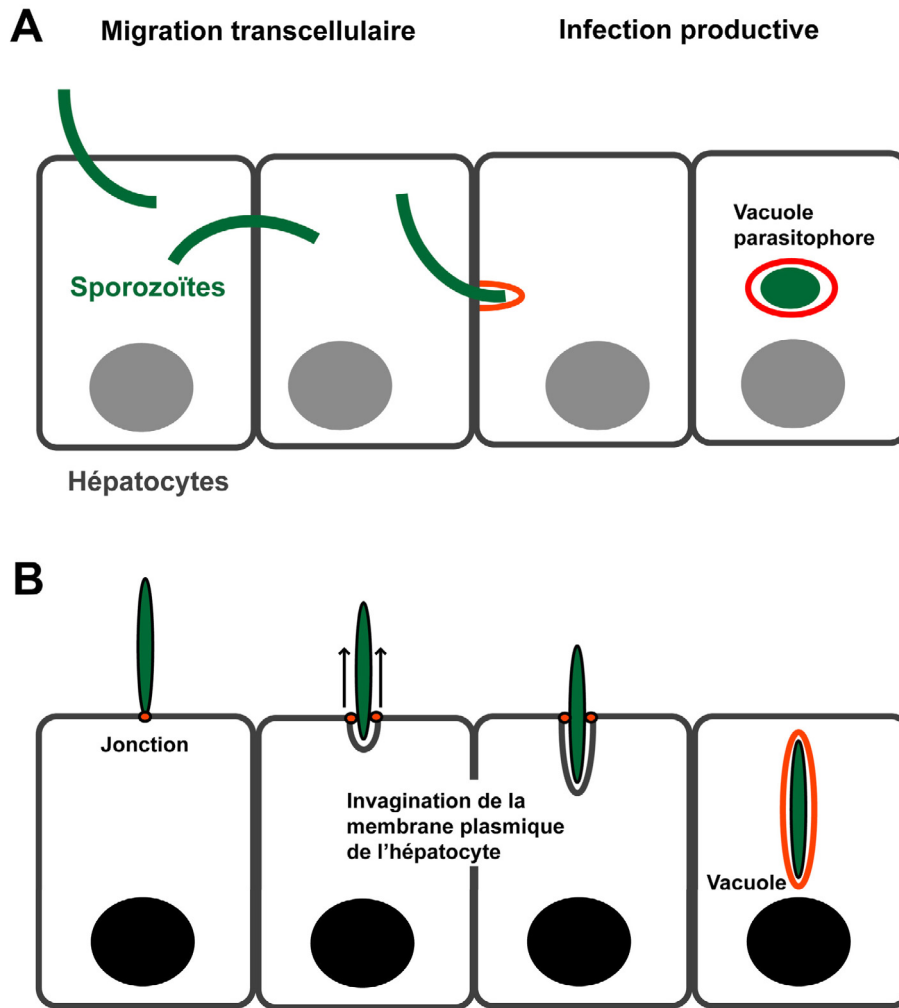 A
Migration transcellulaire
Infection productive
Vacuole
parasitophore
Sporozoïtes
Hépatocytes
B
Jonction
Invagination de la
membrane plasmique
de l'hépatocyte
Vacuole